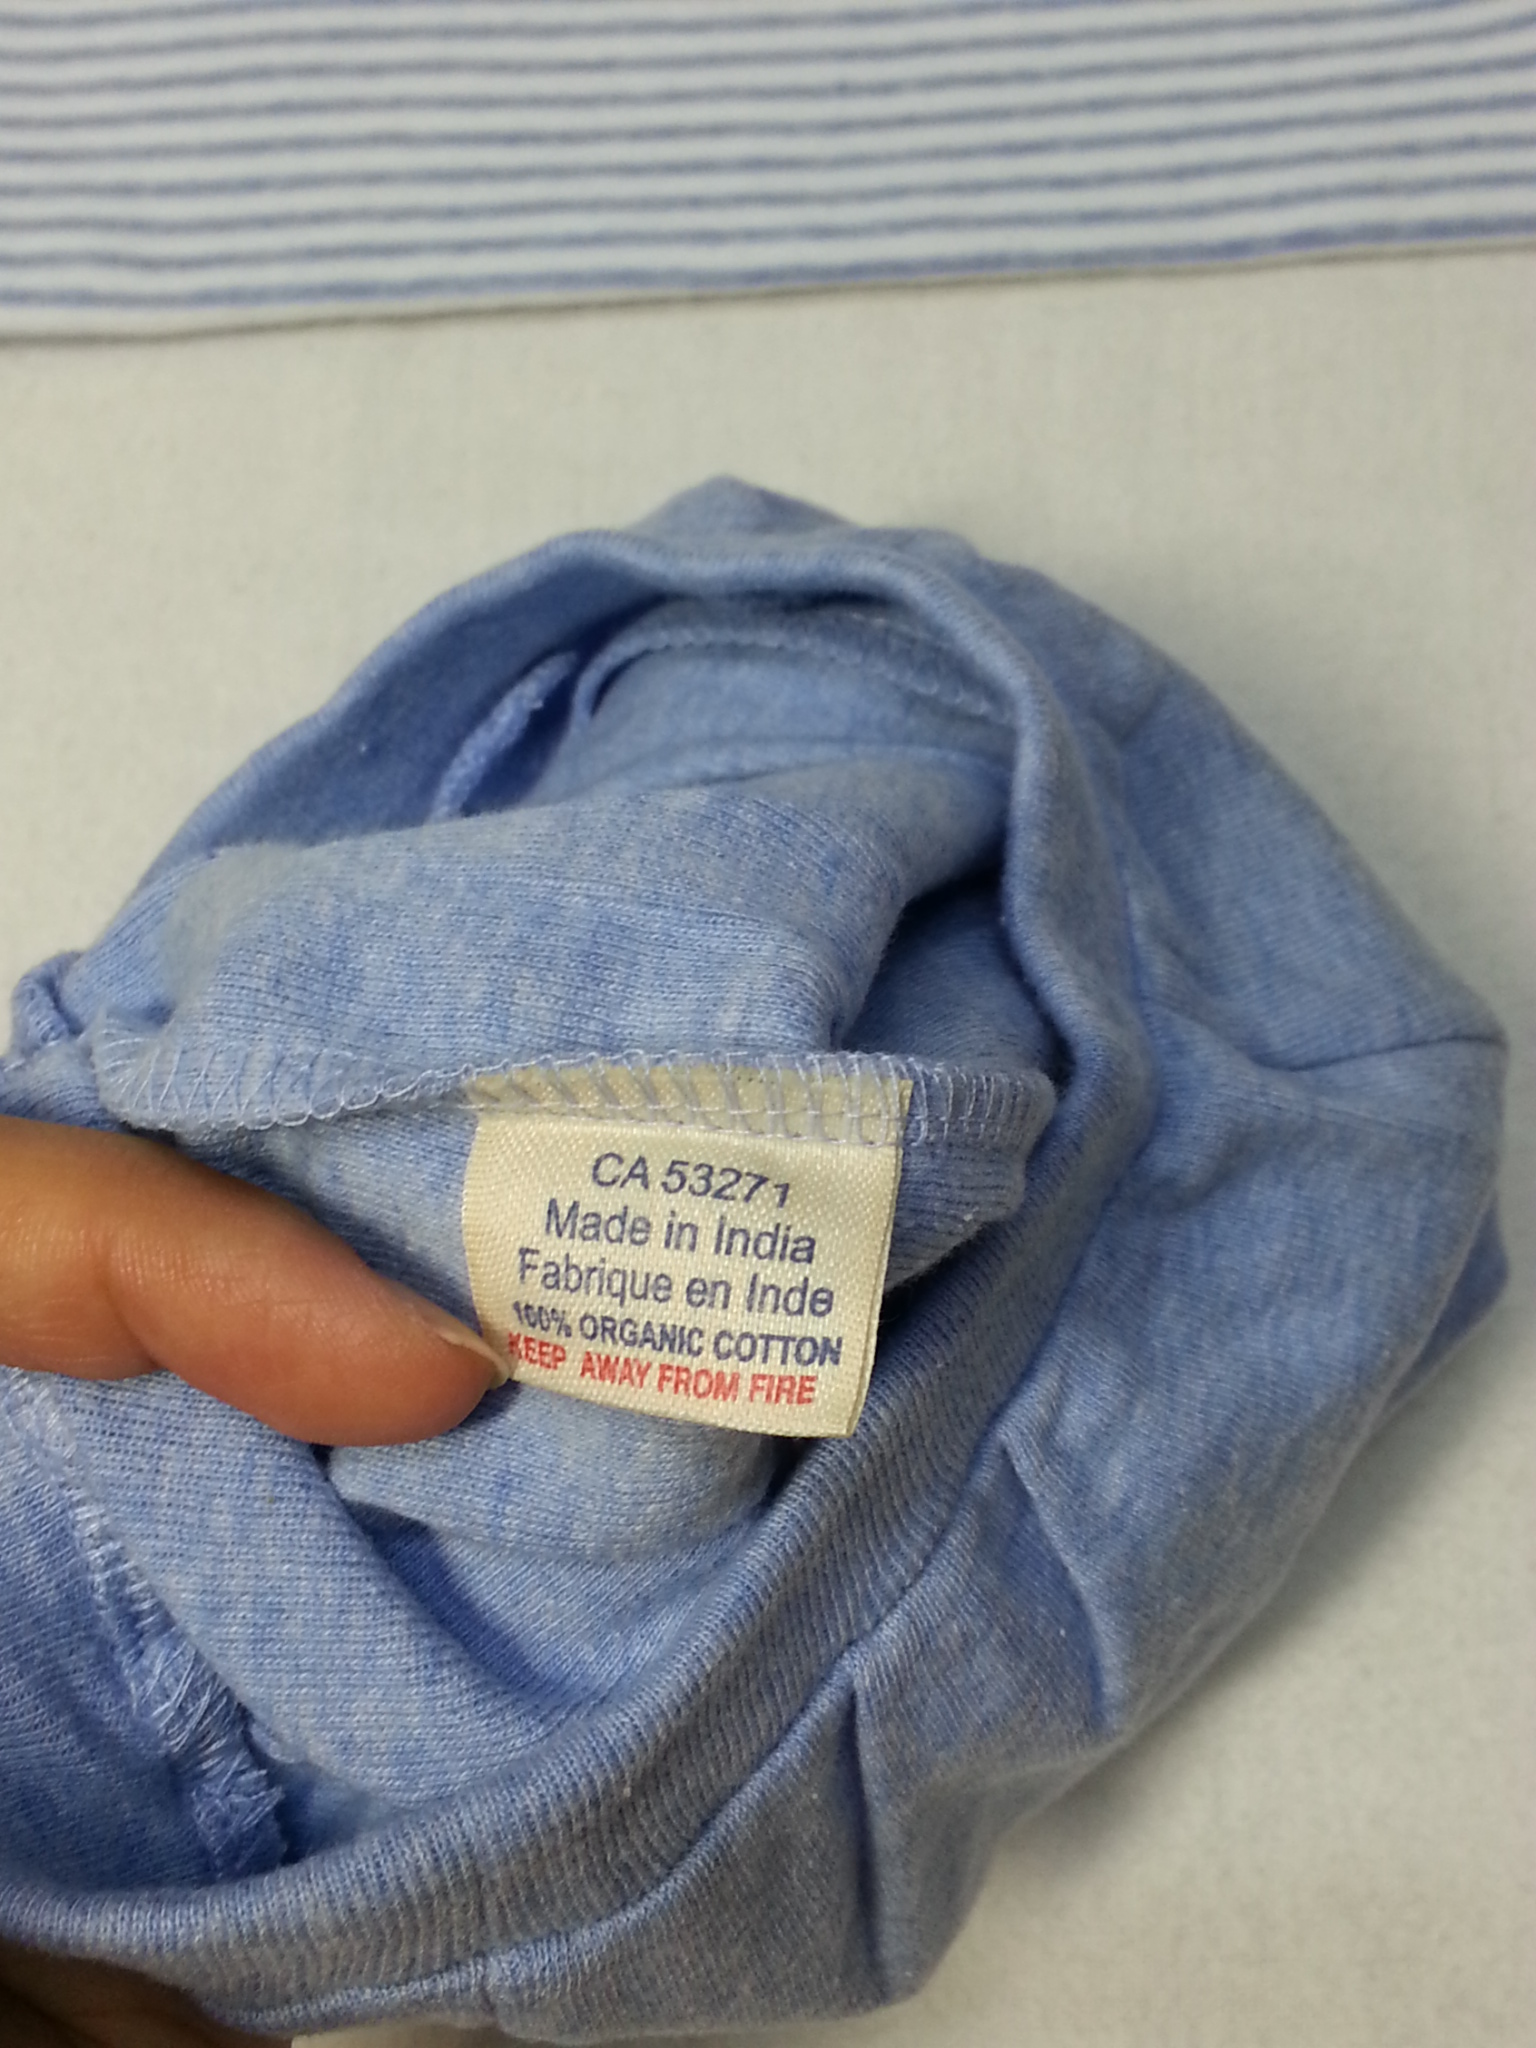 CA 53271
Made in India
Fabrique en Inde
100% ORGANIC COTTON
KEEP AWAY FROM FIRE